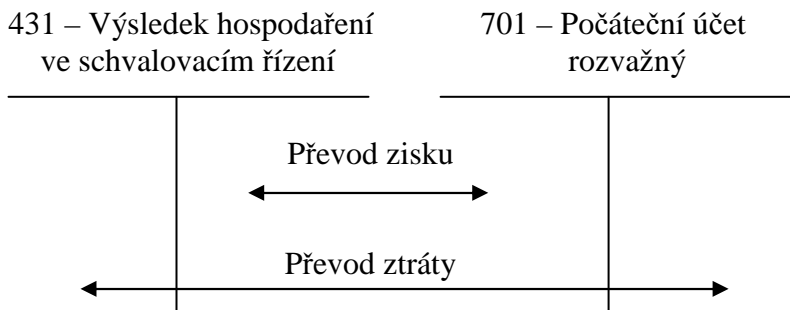 431 – Výsledek hospodaření
ve schvalovacím řízení
701 – Počáteční účet
rozvažný
Převod zisku
Převod ztráty